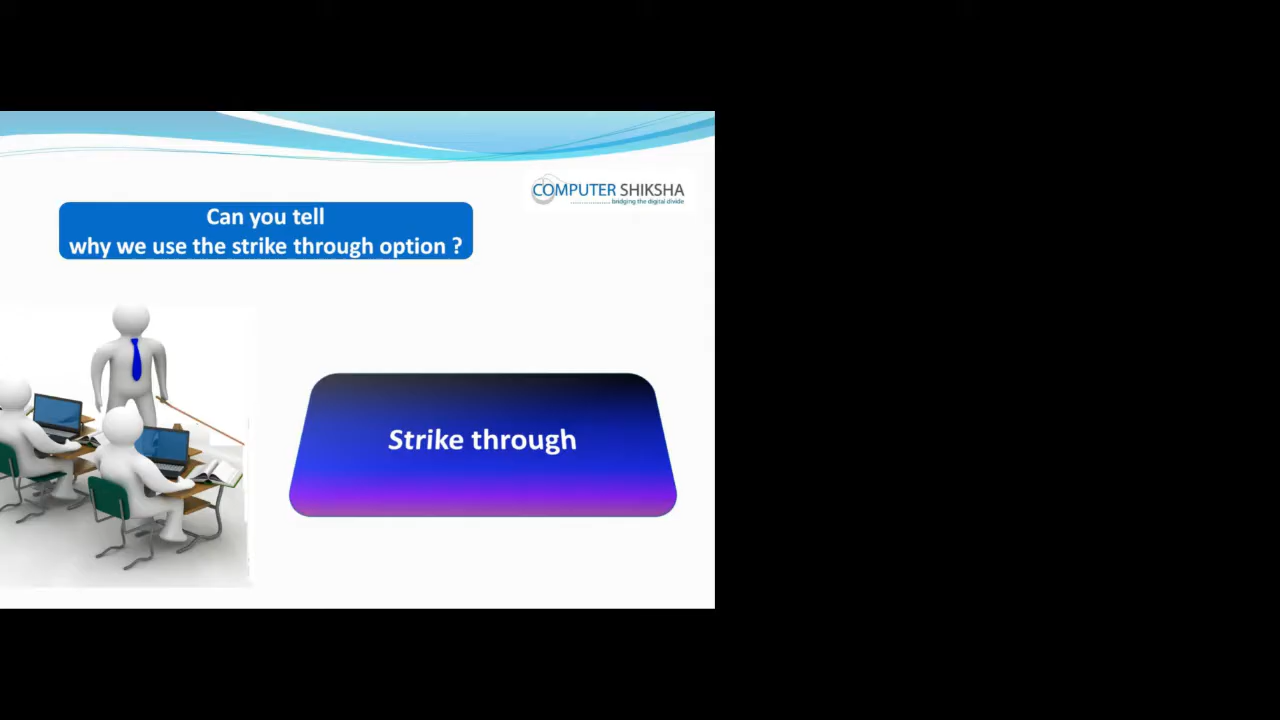 COMPUTER SHIKSHA
.................... bridging the digital divide
Can you tell
why we use the strike through option ?
Strike through